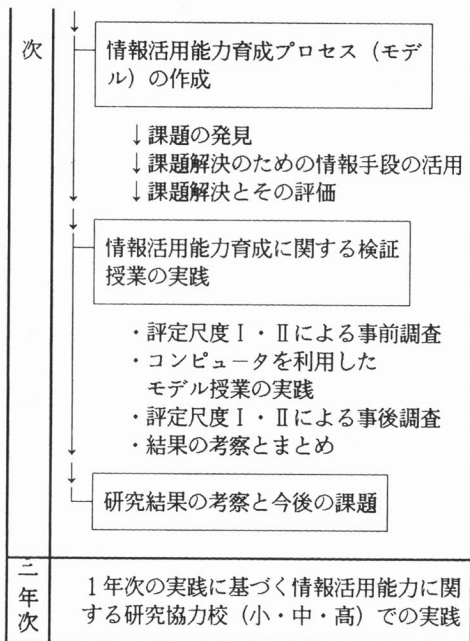 次
情報活用能力育成プロセス（モデ
ル）の作成
↓課題の発見
↓課題解決のための情報手段の活用
↓課題解決とその評価
情報活用能力育成に関する検証
授業の実践
・評定尺度Ⅰ・Ⅱによる事前調査
・コンピュータを利用した
モデル授業の実践
・評定尺度Ⅰ・Ⅱによる事後調査
・結果の考察とまとめ
研究結果の考察と今後の課題
二
年
次
１年次の実践に基づく情報活用能力に関
する研究協力校（小・中・高）での実践